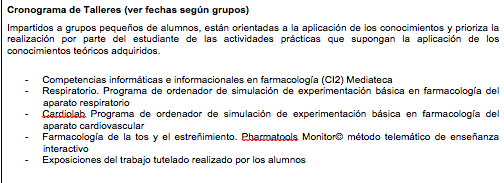 Cronograma de Talleres (ver fechas según grupos)
Impartidos a grupos pequeños de alumnos, están orientadas a la aplicación de los conocimientos y prioriza la
realización por parte del estudiante de las actividades prácticas que supongan la aplicación de los
conocimientos teóricos adquiridos.
- Competencias informáticas e informacionales en farmacología (CI2) Mediateca
- Respiratorio. Programa de ordenador de simulación de experimentación básica en farmacología del
aparato respiratorio
- Cardiolab Programa de ordenador de simulación de experimentación básica en farmacología del
aparato cardiovascular
- Farmacología de la tos y el estreñimiento. Pharmatools Monitor© método telemático de enseñanza
interactivo
- Exposiciones del trabajo tutelado realizado por los alumnos